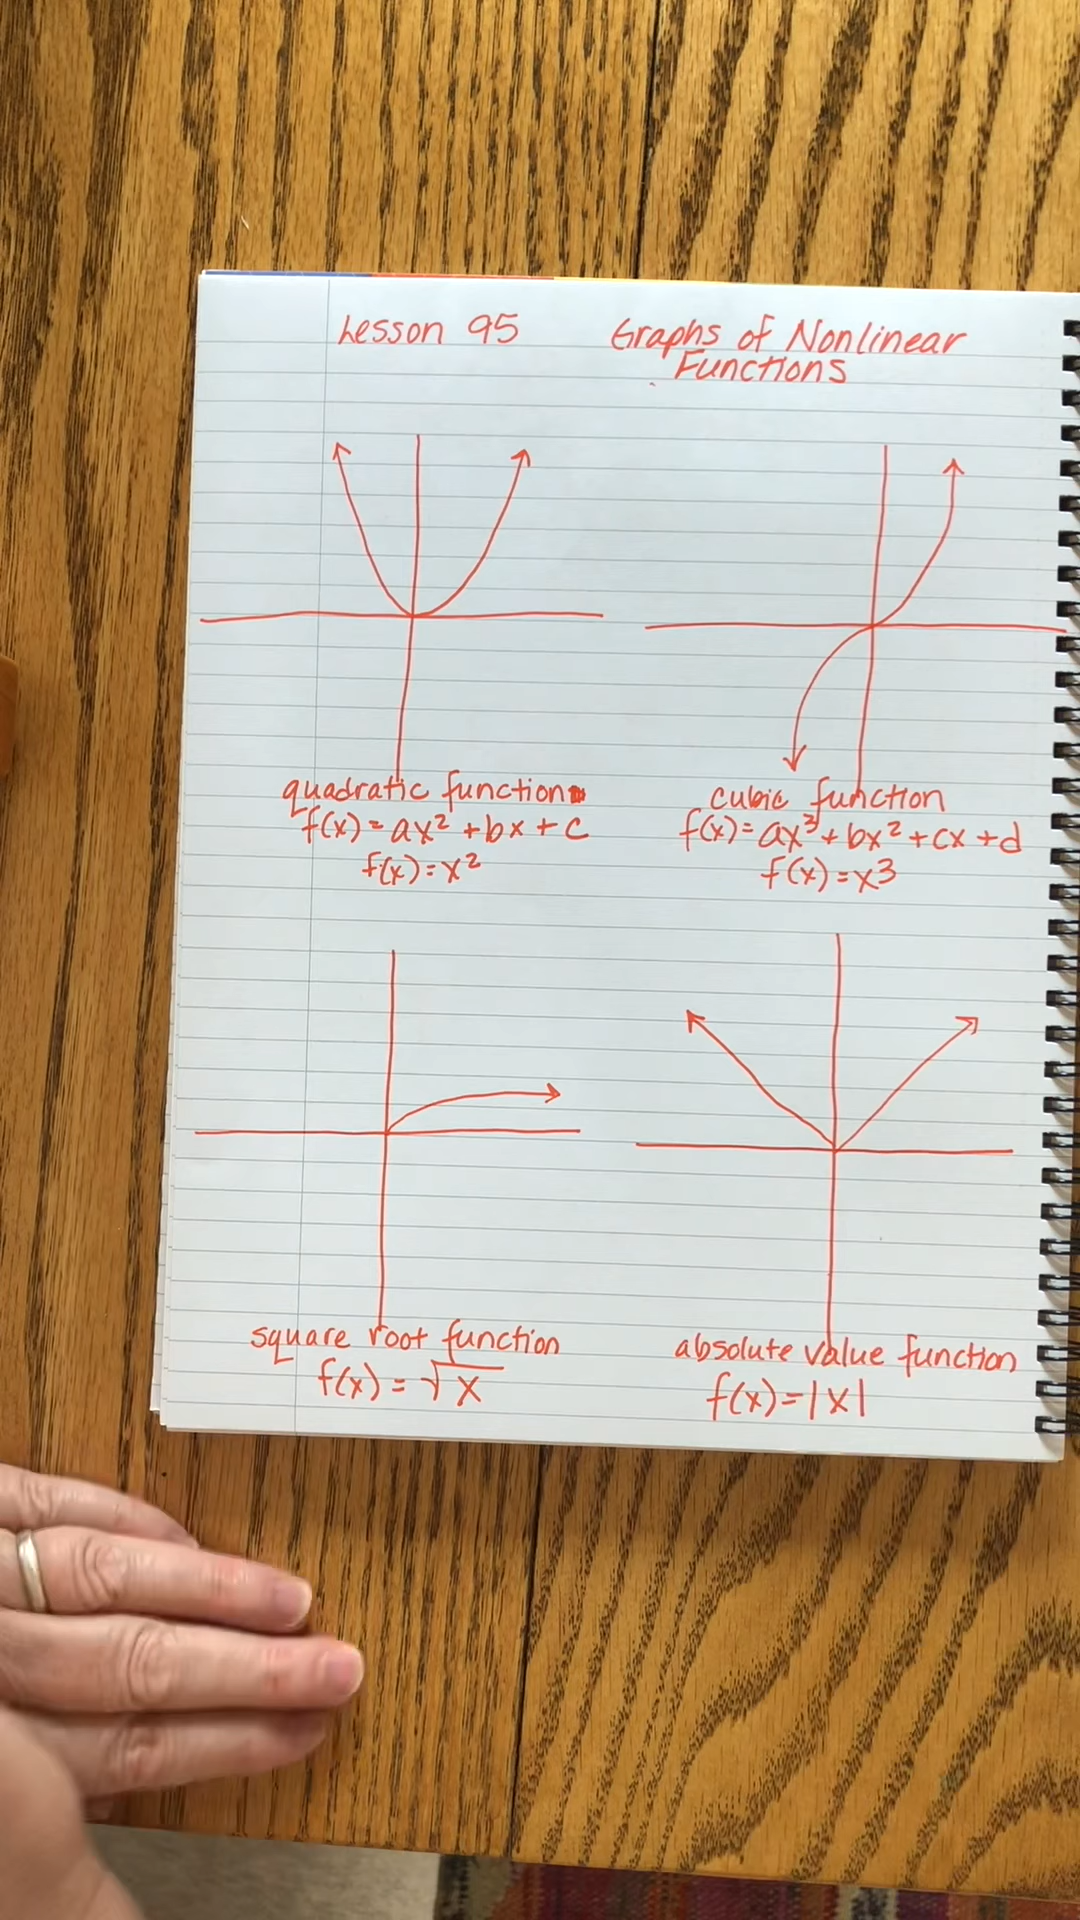 Lesson 95
Graphs of Nonlinear
Functions
quadratic function
f(x) = ax² + bx + c
f(x) = x²
cubic function
f(x) = ax³ + bx² + cx + d
f(x) = x³
square root function
f(x) = √x
absolute value function
f(x) = |x|